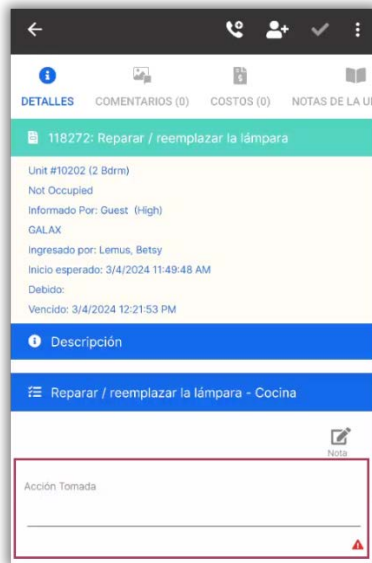 DETALLES
COMENTARIOS (0)
COSTOS (0)
NOTAS DE LA
118272: Reparar / reemplazar la lámpara
Unit #10202 (2 Bdrm)
Not Occupied
Informado Por: Guest (High)
GALAX
Ingresado por: Lemus, Betsy
Inicio esperado: 3/4/2024 11:49:48 AM
Debido:
Vencido: 3/4/2024 12:21:53 PM
Descripción
Reparar / reemplazar la lámpara - Cocina
Nota
Acción Tomada